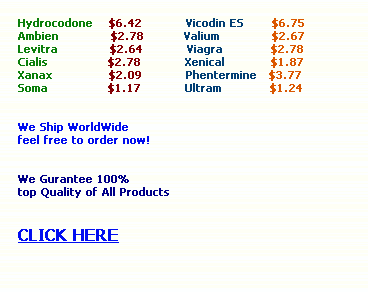 Hydrocodone $6.42 Vicodin ES $6.75
Ambien $2.78 Valium $2.67
Levitra $2.64 Viagra $2.78
Cialis $2.78 Xenical $1.87
Xanax $2.09 Phentermine $3.77
Soma $1.17 Ultram $1.24
We Ship WorldWide
feel free to order now!
We Gurantee 100%
top Quality of All Products
CLICK HERE